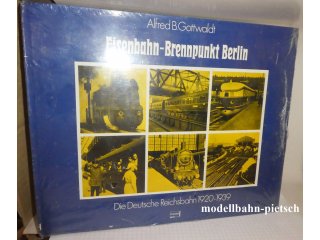 Alfred B. Gottwaldt
Eisenbahn-Brennpunkt Berlin
Die Deutsche Reichsbahn 1920-1939
modellbahn-pietsch